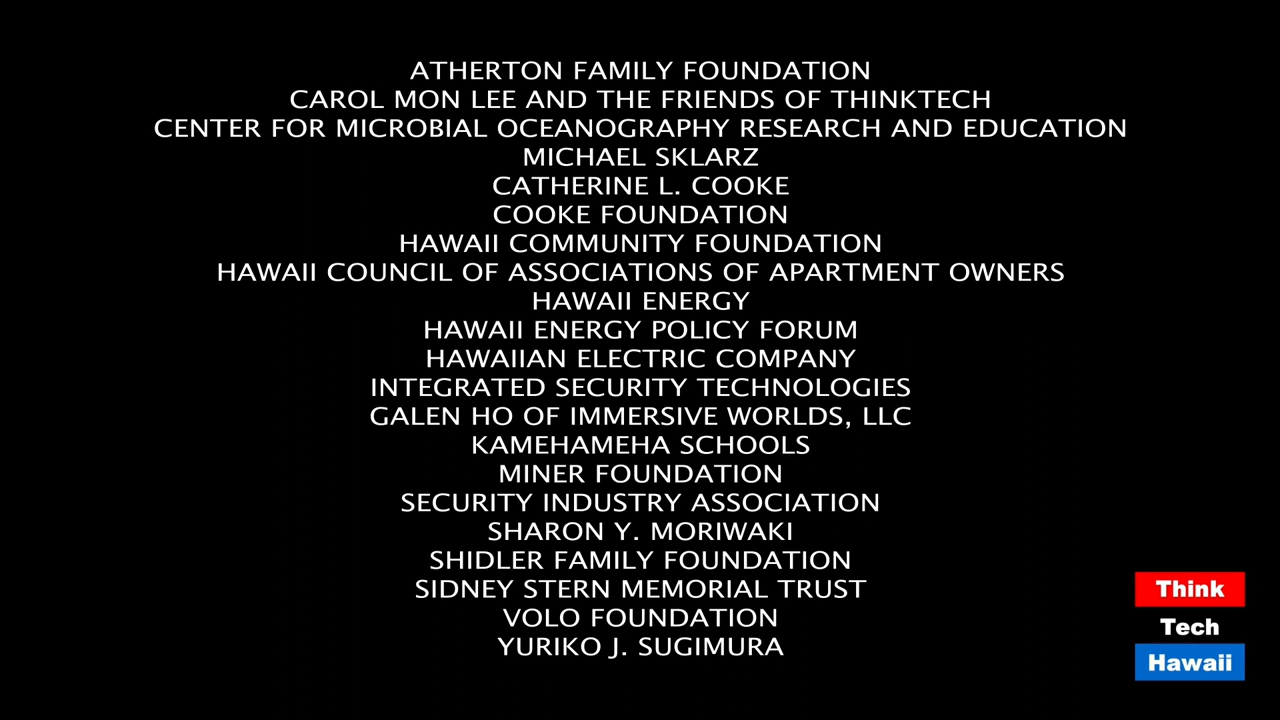 ATHERTON FAMILY FOUNDATION
CAROL MON LEE AND THE FRIENDS OF THINKTECH
CENTER FOR MICROBIAL OCEANOGRAPHY RESEARCH AND EDUCATION
MICHAEL SKLARZ
CATHERINE L. COOKE
COOKE FOUNDATION
HAWAII COMMUNITY FOUNDATION
HAWAII COUNCIL OF ASSOCIATIONS OF APARTMENT OWNERS
HAWAII ENERGY
HAWAII ENERGY POLICY FORUM
HAWAIIAN ELECTRIC COMPANY
INTEGRATED SECURITY TECHNOLOGIES
GALEN HO OF IMMERSIVE WORLDS, LLC
KAMEHAMEHA SCHOOLS
MINER FOUNDATION
SECURITY INDUSTRY ASSOCIATION
SHARON Y. MORIWAKI
SHIDLER FAMILY FOUNDATION
SIDNEY STERN MEMORIAL TRUST
VOLO FOUNDATION
YURIKO J. SUGIMURA
Think
Tech
Hawaii